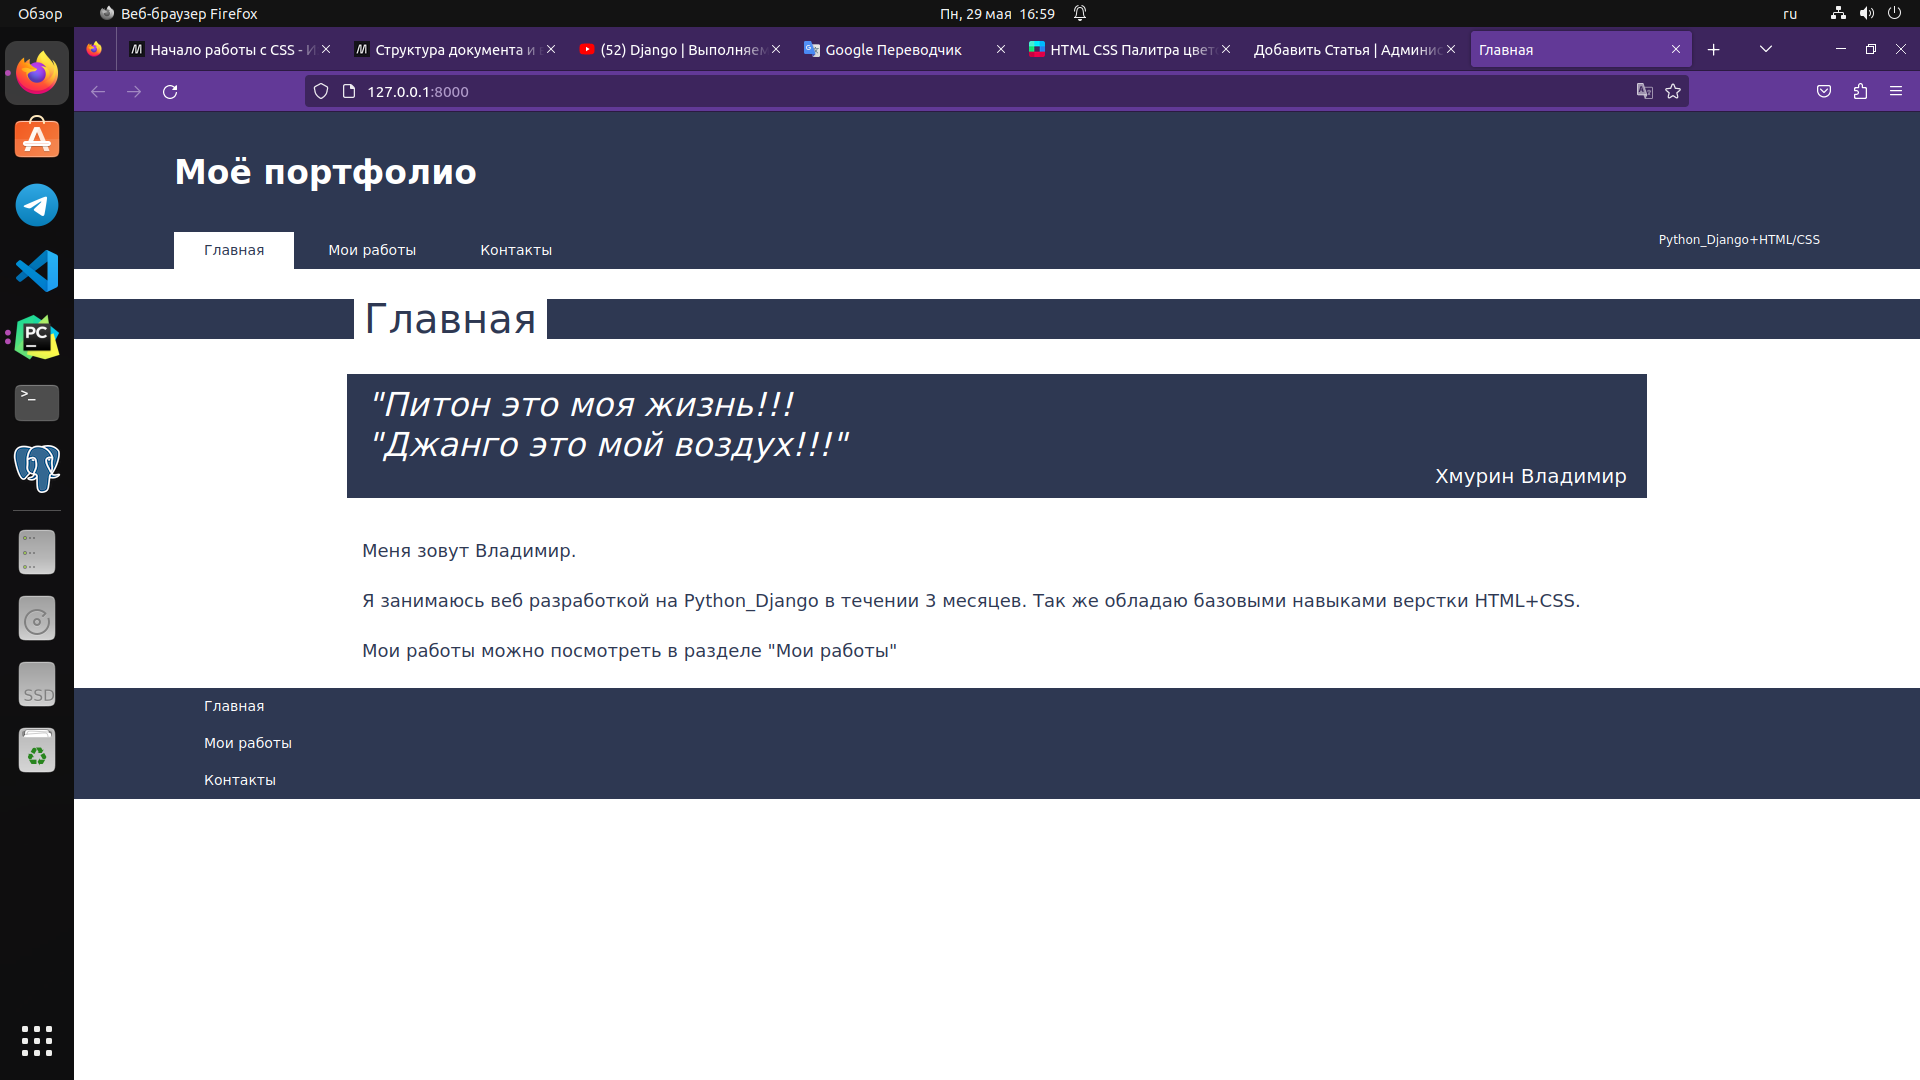 Обзор
Веб-браузер Firefox
Пн, 29 мая 16:59
ru
Начало работы с CSS - И
Структура документа и в
(52) Django | Выполняем
Google Переводчик
HTML CSS Палитра цвето
Добавить Статья | Админис
Главная
127.0.0.1:8000
Моё портфолио
Главная
Мои работы
Контакты
Python_Django+HTML/CSS
Главная
"Питон это моя жизнь!!!
"Джанго это мой воздух!!!"
Хмурин Владимир
Меня зовут Владимир.
Я занимаюсь веб разработкой на Python_Django в течении 3 месяцев. Так же обладаю базовыми навыками верстки HTML+CSS.
Мои работы можно посмотреть в разделе "Мои работы"
Главная
Мои работы
Контакты
PC
>_
SSD